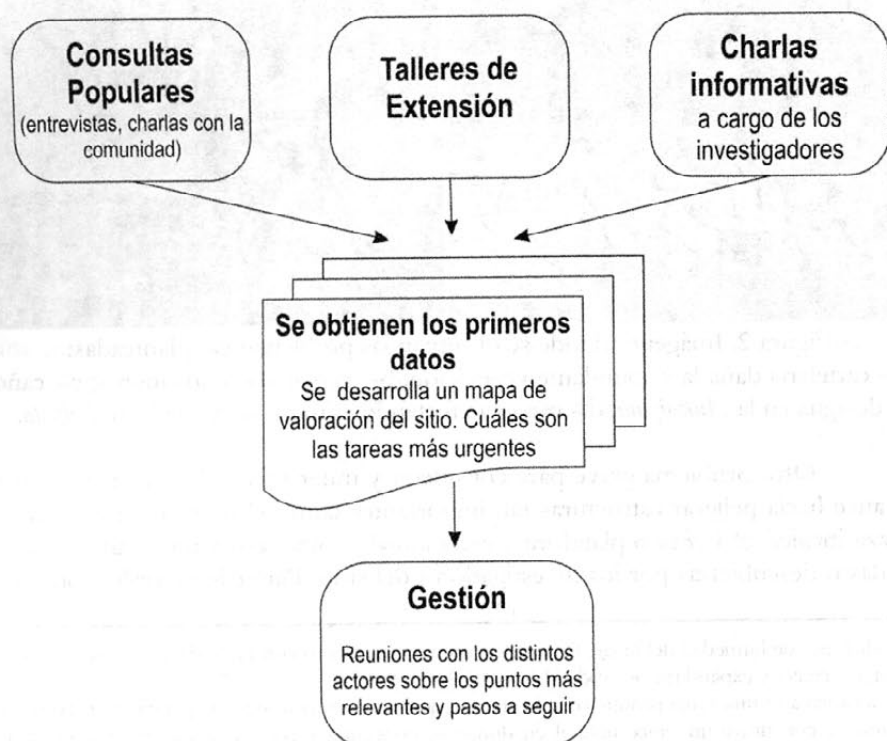 Consultas
Populares
(entrevistas, charlas con la
comunidad)
Talleres de
Extensión
Charlas
informativas
a cargo de los
investigadores
Se obtienen los primeros
datos
Se desarrolla un mapa de
valoración del sitio. Cuáles son
las tareas más urgentes
Gestión
Reuniones con los distintos
actores sobre los puntos más
relevantes y pasos a seguir